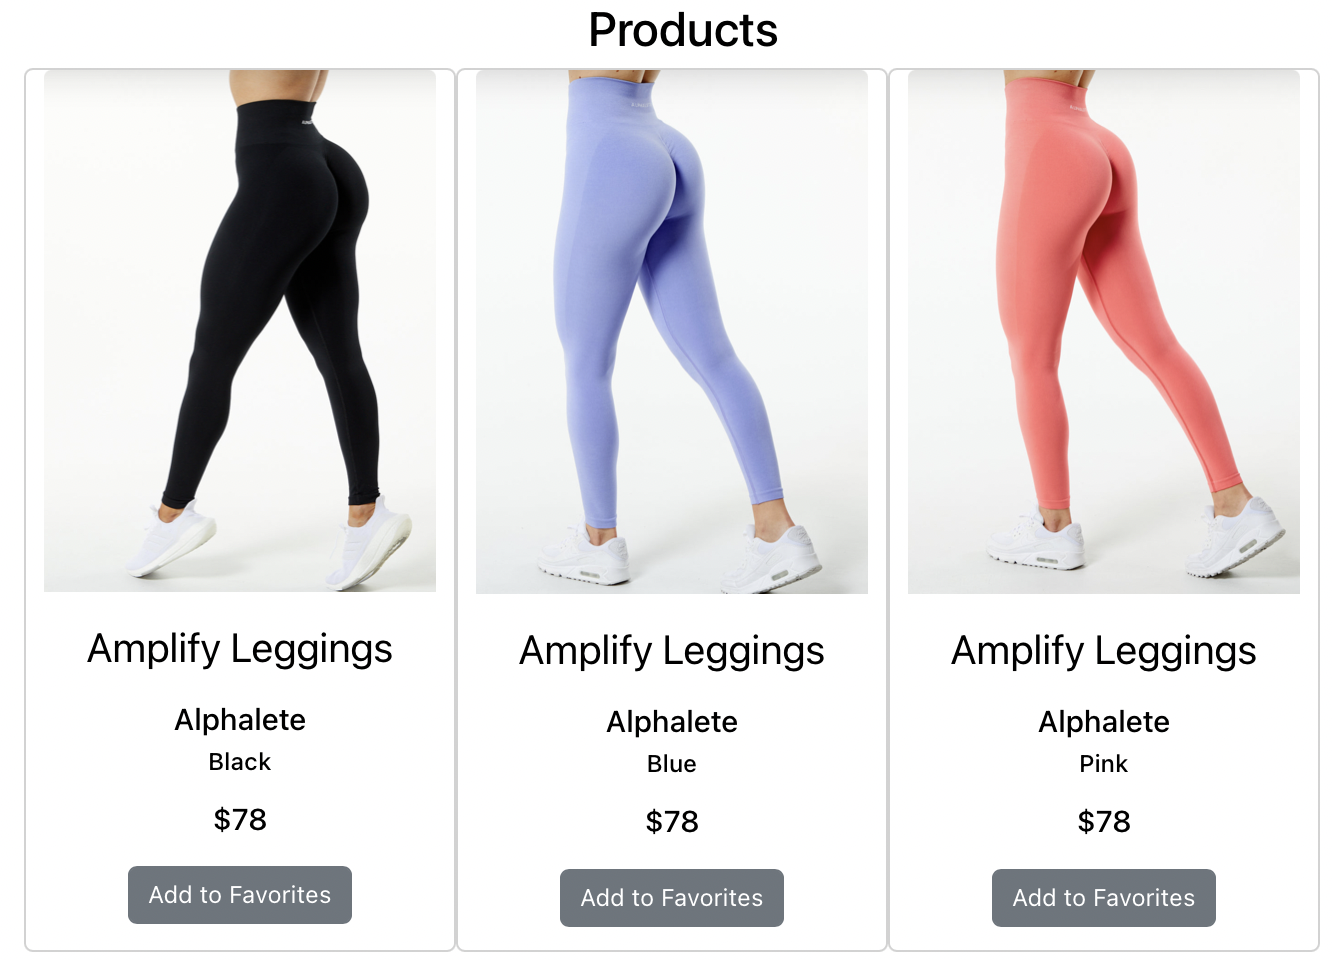 Products
Amplify Leggings
Alphalete
Black
$78
Add to Favorites
Amplify Leggings
Alphalete
Blue
$78
Add to Favorites
Amplify Leggings
Alphalete
Pink
$78
Add to Favorites